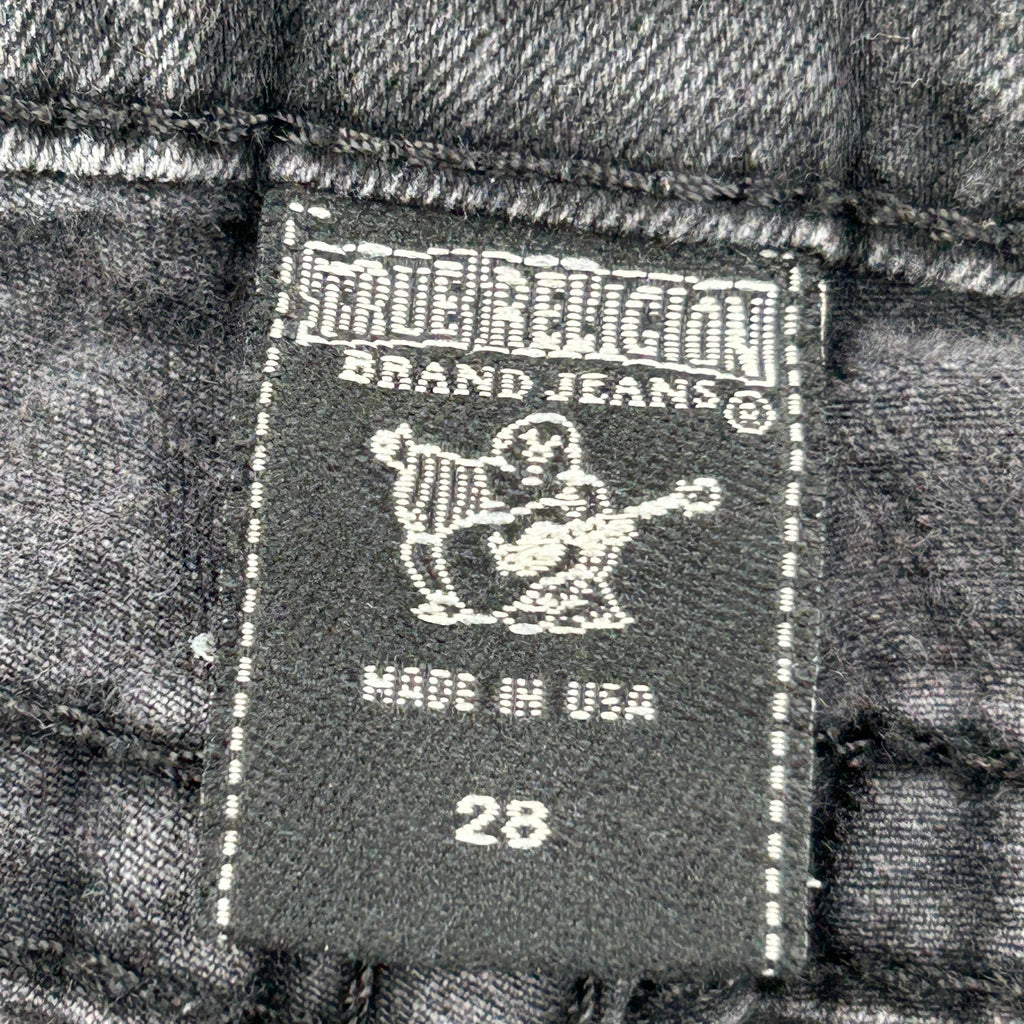 TRUE RELIGION
BRAND JEANS®
MADE IN USA
28